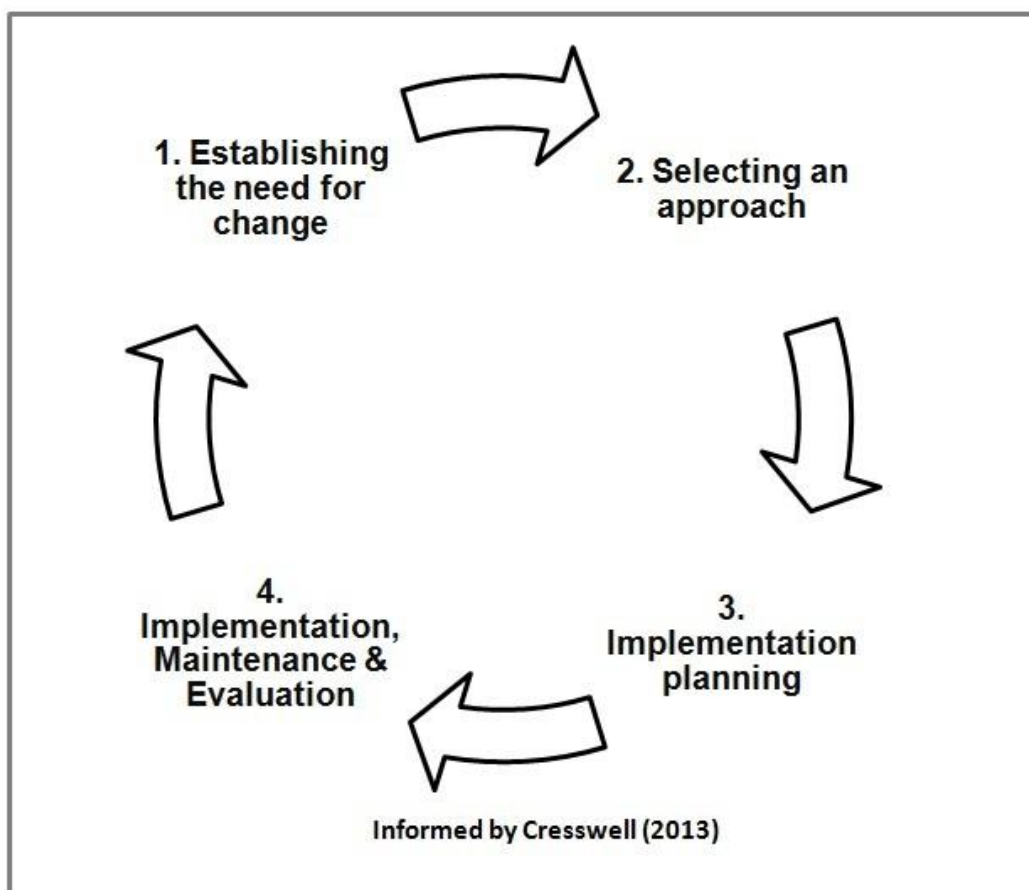 1. Establishing
the need for
change
2. Selecting an
approach
3.
Implementation
planning
4.
Implementation,
Maintenance &
Evaluation
Informed by Cresswell (2013)